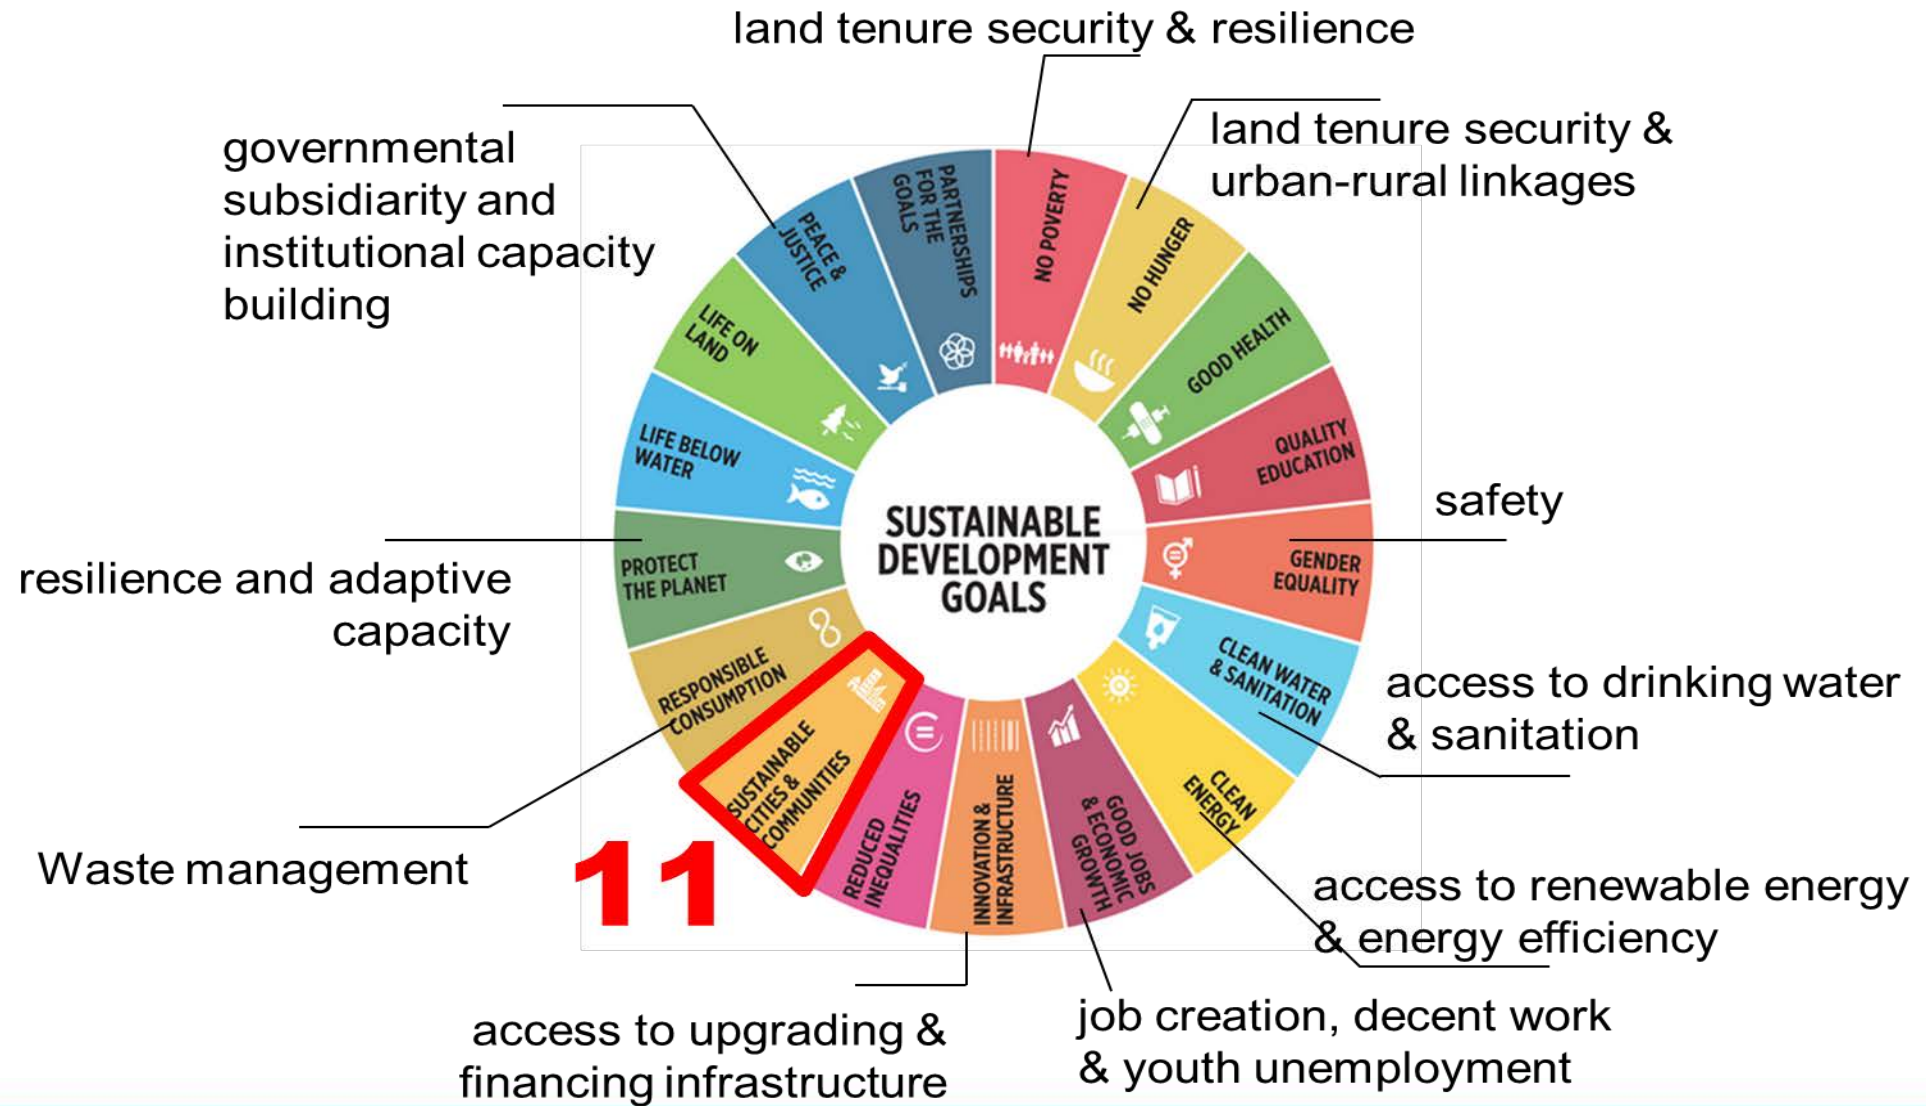 land tenure security & resilience
land tenure security &
urban-rural linkages
governmental
subsidiarity and
institutional capacity
building
PARTNERSHIPS
FOR THE
GOALS
NO POVERTY
NO HUNGER
PEACE &
JUSTICE
GOOD HEALTH
LIFE ON
LAND
QUALITY
EDUCATION
LIFE BELOW
WATER
safety
SUSTAINABLE
DEVELOPMENT
GOALS
GENDER
EQUALITY
PROTECT
THE PLANET
resilience and adaptive
capacity
CLEAN WATER
& SANITATION
access to drinking water
& sanitation
RESPONSIBLE
CONSUMPTION
CLEAN
ENERGY
SUSTAINABLE
CITIES &
COMMUNITIES
11
REDUCED
INEQUALITIES
INNOVATION &
INFRASTRUCTURE
GOOD JOBS
& ECONOMIC
GROWTH
Waste management
access to renewable energy
& energy efficiency
access to upgrading &
financing infrastructure
job creation, decent work
& youth unemployment